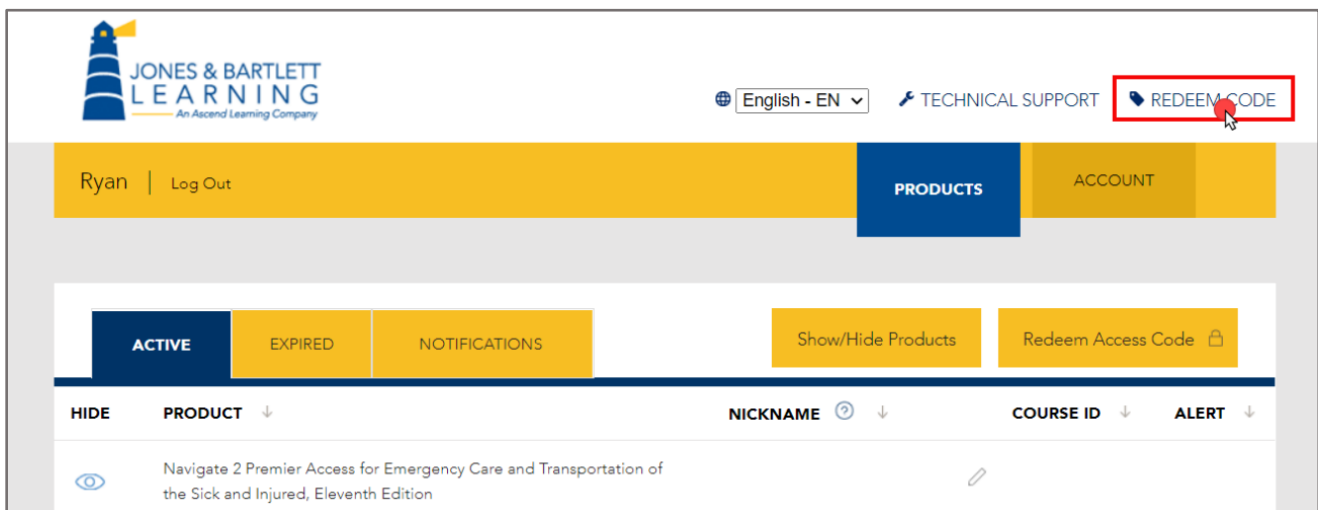 JONES & BARTLETT
LEARNING
An Ascend Learning Company
English - EN
TECHNICAL SUPPORT
REDEEM CODE
Ryan | Log Out
PRODUCTS
ACCOUNT
ACTIVE
EXPIRED
NOTIFICATIONS
Show/Hide Products
Redeem Access Code
HIDE
PRODUCT
NICKNAME ?
COURSE ID
ALERT
Navigate 2 Premier Access for Emergency Care and Transportation of
the Sick and Injured, Eleventh Edition